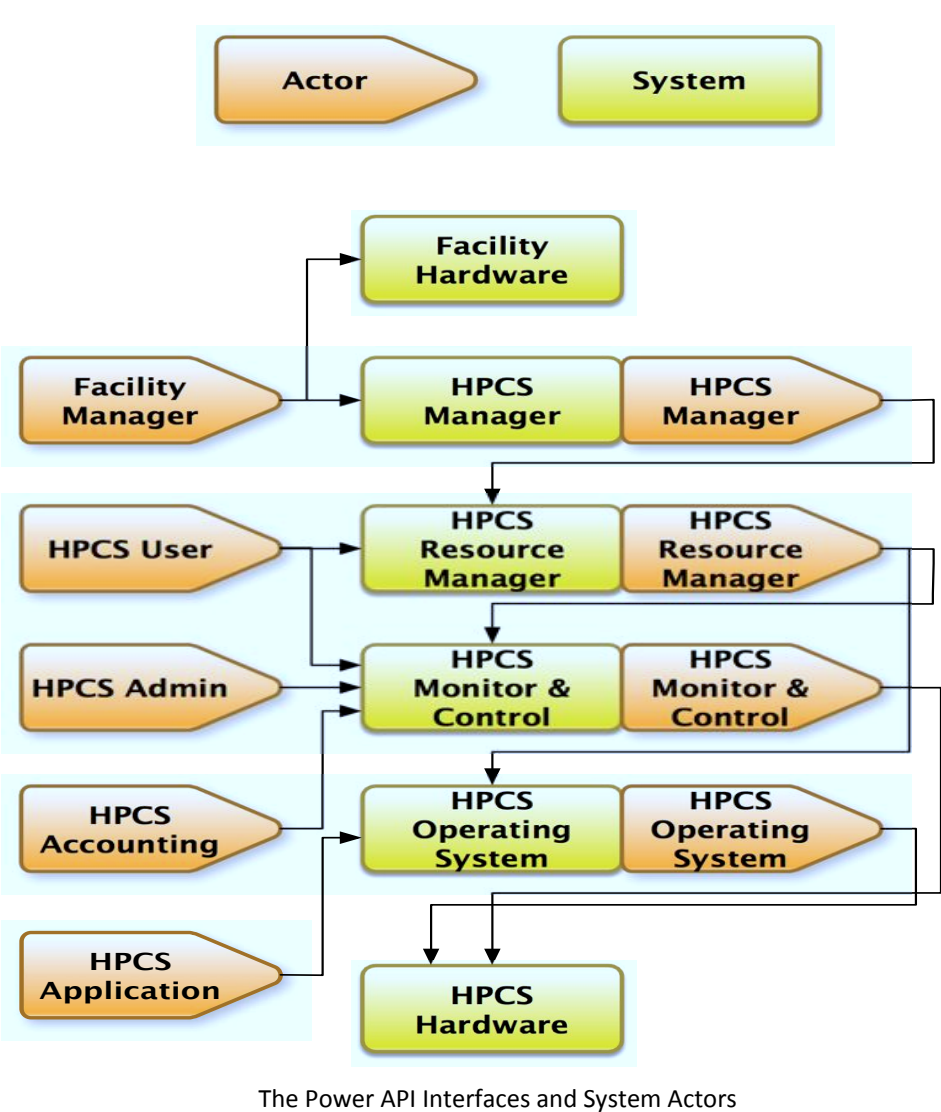 Actor
System
Facility
Hardware
Facility
Manager
HPCS
Manager
HPCS
Manager
HPCS User
HPCS
Resource
Manager
HPCS
Resource
Manager
HPCS Admin
HPCS
Monitor &
Control
HPCS
Monitor &
Control
HPCS
Accounting
HPCS
Operating
System
HPCS
Operating
System
HPCS
Application
HPCS
Hardware
The Power API Interfaces and System Actors